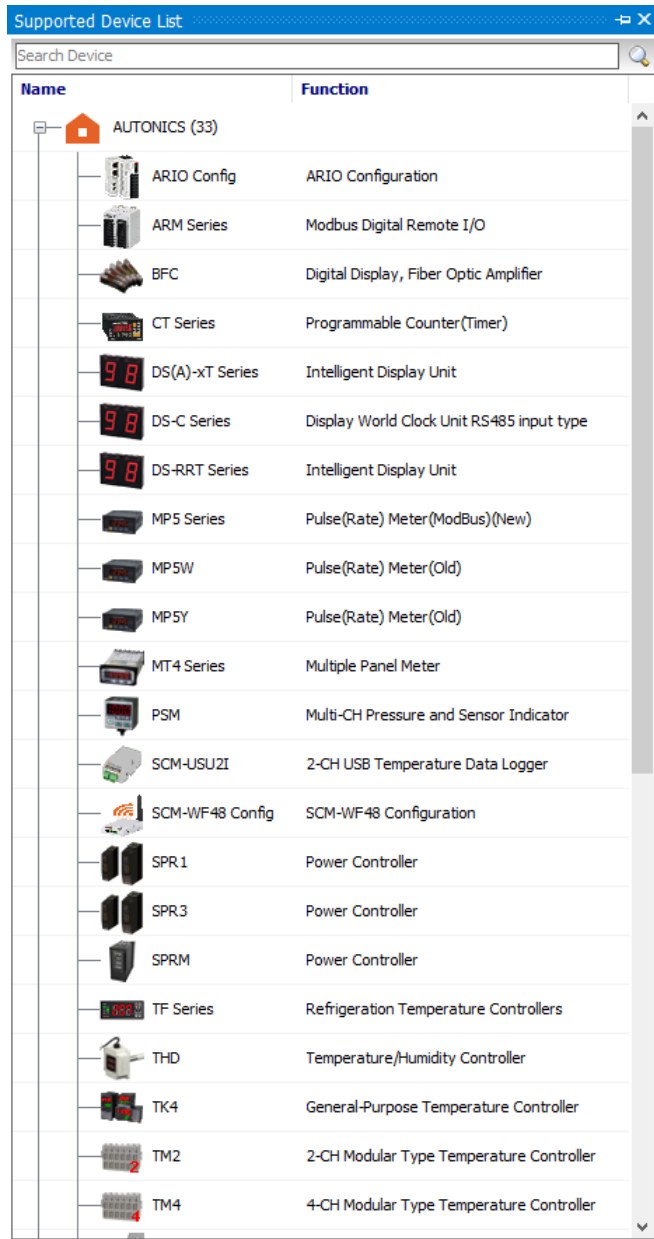 Supported Device List
Search Device
Name Function
AUTONICS (33)
ARIO Config ARIO Configuration
ARM Series Modbus Digital Remote I/O
BFC Digital Display, Fiber Optic Amplifier
CT Series Programmable Counter(Timer)
DS(A)-xT Series Intelligent Display Unit
DS-C Series Display World Clock Unit RS485 input type
DS-RRT Series Intelligent Display Unit
MP5 Series Pulse(Rate) Meter(ModBus)(New)
MP5W Pulse(Rate) Meter(Old)
MP5Y Pulse(Rate) Meter(Old)
MT4 Series Multiple Panel Meter
PSM Multi-CH Pressure and Sensor Indicator
SCM-USU2I 2-CH USB Temperature Data Logger
SCM-WF48 Config SCM-WF48 Configuration
SPR1 Power Controller
SPR3 Power Controller
SPRM Power Controller
TF Series Refrigeration Temperature Controllers
THD Temperature/Humidity Controller
TK4 General-Purpose Temperature Controller
2 TM2 2-CH Modular Type Temperature Controller
4 TM4 4-CH Modular Type Temperature Controller